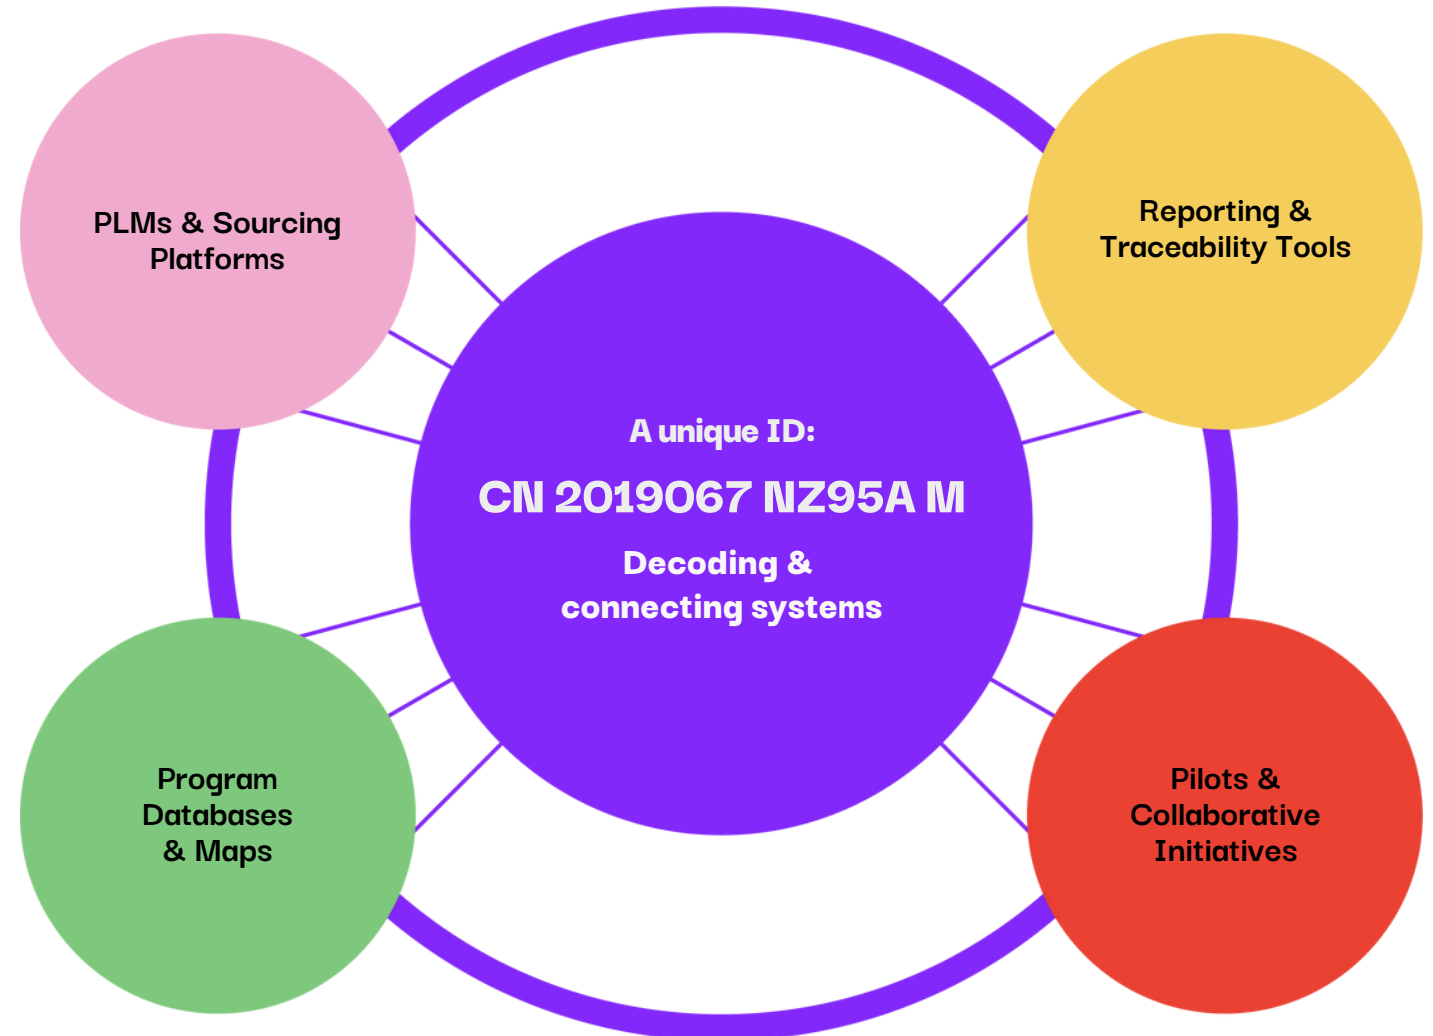 PLMs & Sourcing
Platforms
Reporting &
Traceability Tools
A unique ID:
CN 2019067 NZ95A M
Decoding &
connecting systems
Program
Databases
& Maps
Pilots &
Collaborative
Initiatives